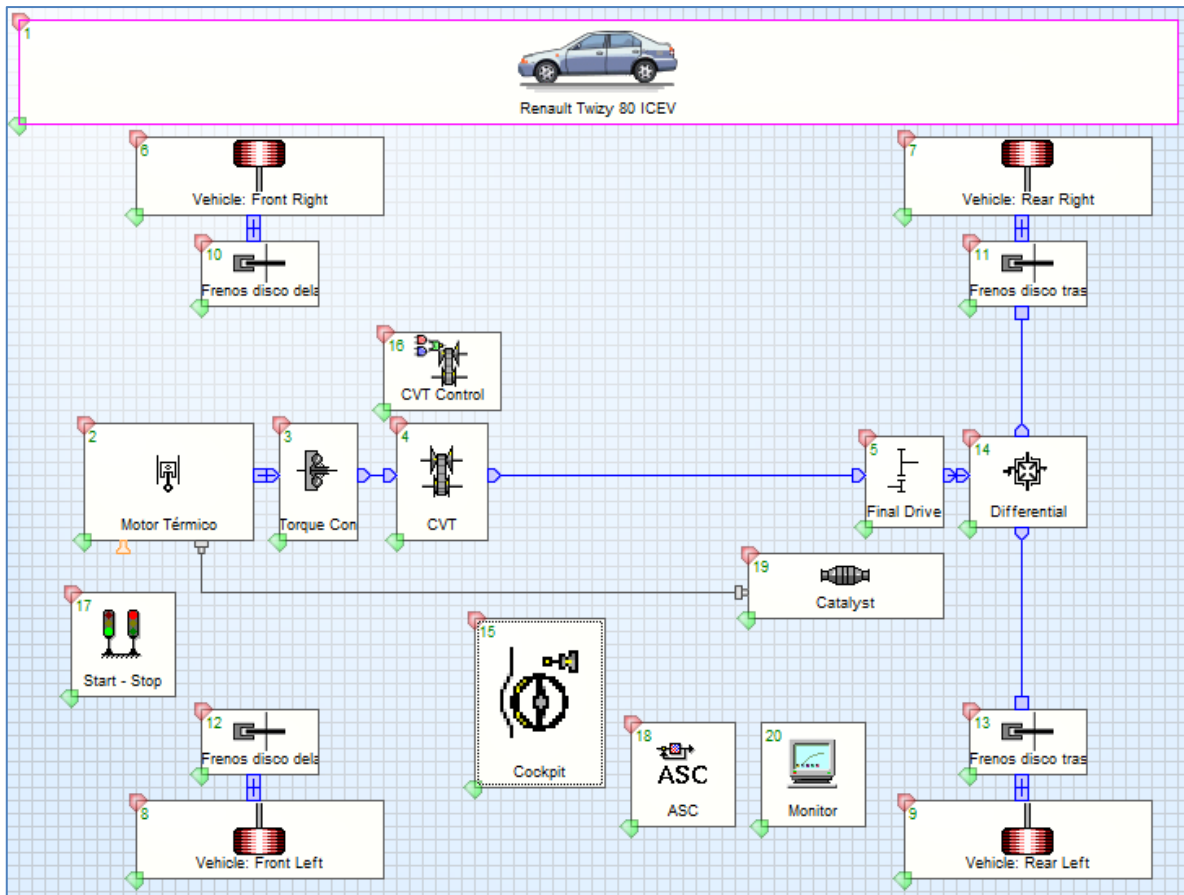 1
Renault Twizy 80 ICEV
6
Vehicle: Front Right
7
Vehicle: Rear Right
10
Frenos disco dela
11
Frenos disco tras
16
CVT Control
2
Motor Térmico
3
Torque Con
4
CVT
5
Final Drive
14
Differential
19
Catalyst
17
Start - Stop
15
Cockpit
12
Frenos disco dela
18
ASC
ASC
20
Monitor
13
Frenos disco tras
8
Vehicle: Front Left
9
Vehicle: Rear Left